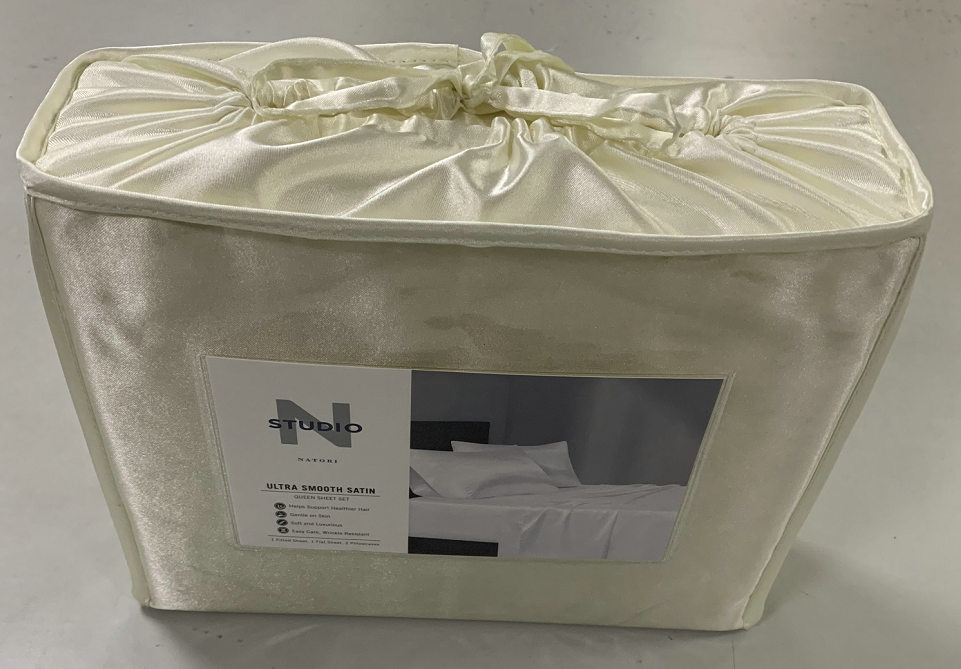 N
STUDIO
NATORI
ULTRA SMOOTH SATIN
QUEEN SHEET SET
Helps Support Healthier Hair
Gentle on Skin
Soft and Luxurious
Easy Care, Wrinkle Resistant
1 Fitted Sheet, 1 Flat Sheet, 2 Pillowcases